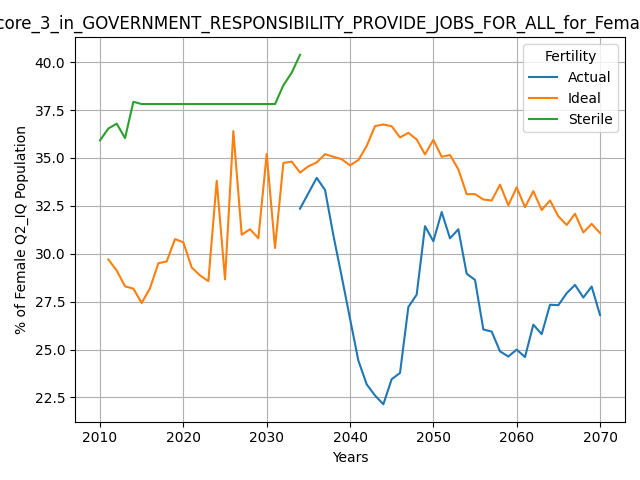 core_3_in_GOVERNMENT_RESPONSIBILITY_PROVIDE_JOBS_FOR_ALL_for_Fema
Fertility
Actual
Ideal
Sterile
% of Female Q2_IQ Population
40.0
37.5
35.0
32.5
30.0
27.5
25.0
22.5
2010 2020 2030 2040 2050 2060 2070
Years